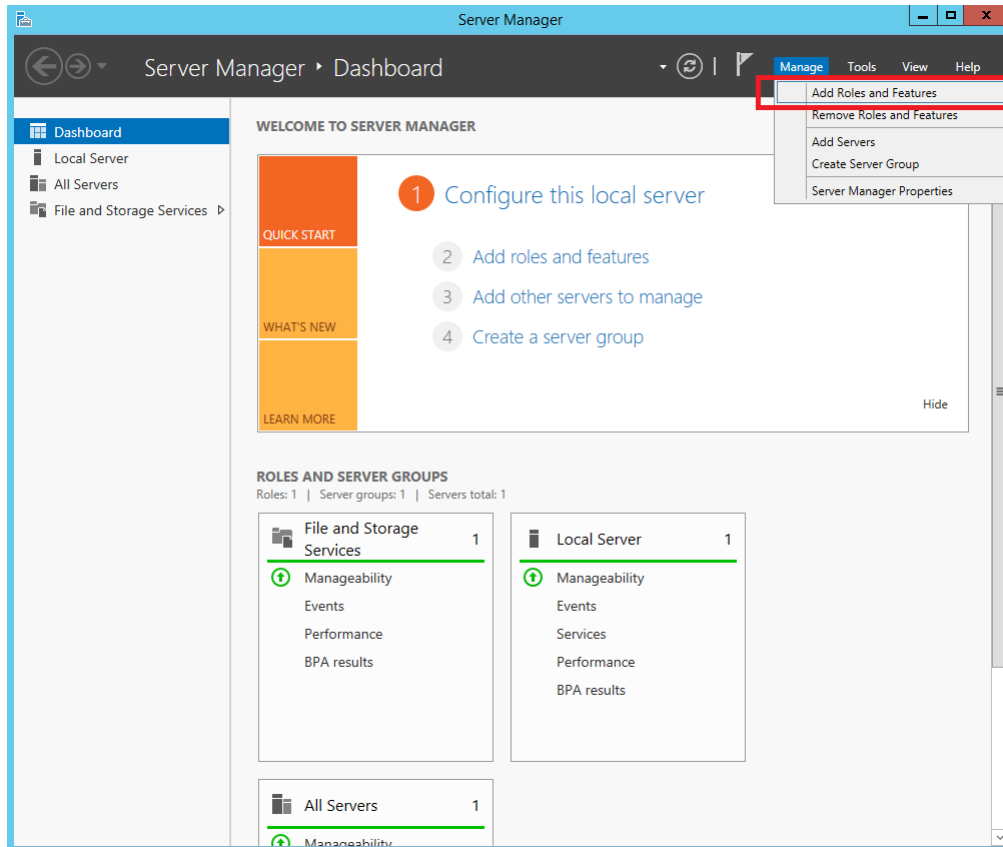 Server Manager
Server Manager • Dashboard
Manage Tools View Help
Add Roles and Features
Remove Roles and Features
Add Servers
Create Server Group
Server Manager Properties
Dashboard
Local Server
All Servers
File and Storage Services
WELCOME TO SERVER MANAGER
QUICK START
WHAT'S NEW
LEARN MORE
1 Configure this local server
2 Add roles and features
3 Add other servers to manage
4 Create a server group
Hide
ROLES AND SERVER GROUPS
Roles: 1 | Server groups: 1 | Servers total: 1
File and Storage
Services 1
Manageability
Events
Performance
BPA results
Local Server 1
Manageability
Events
Services
Performance
BPA results
All Servers 1
Manageability